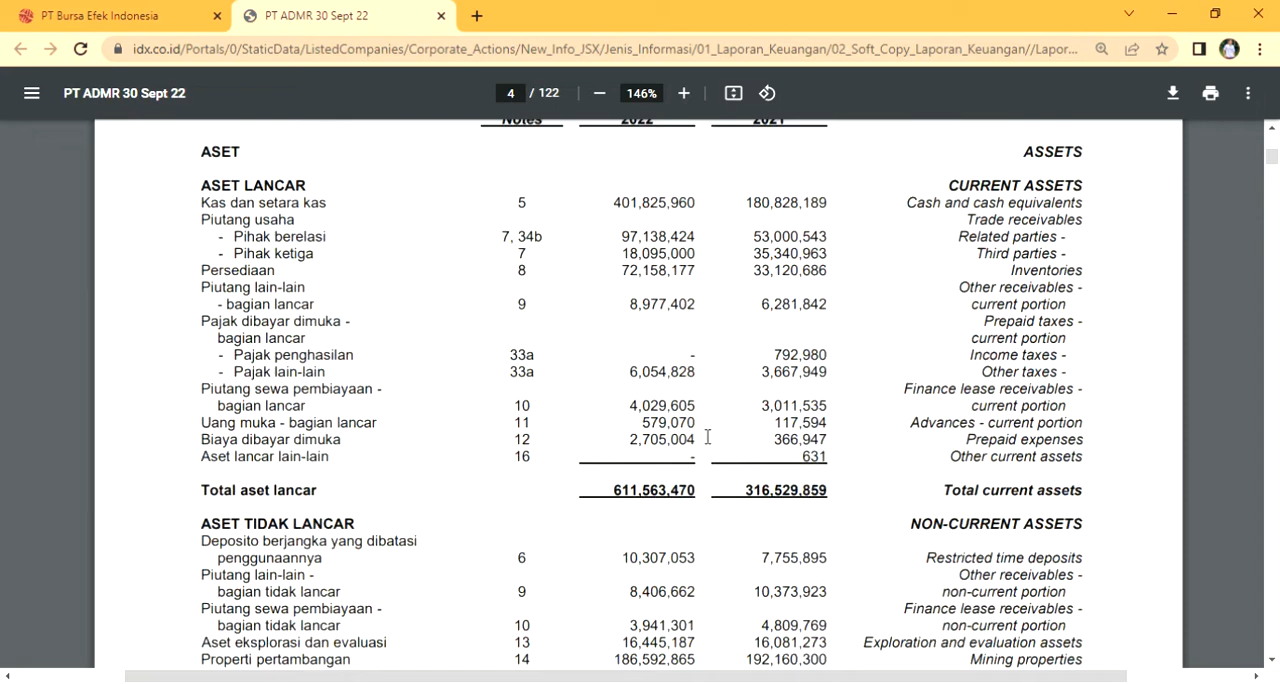 PT Bursa Efek Indonesia
PT ADMR 30 Sept 22
idx.co.id/Portals/0/StaticData/ListedCompanies/Corporate_Actions/New_Info_JSX/Jenis_Informasi/01_Laporan_Keuangan/02_Soft_Copy_Laporan_Keuangan//Lapor...
PT ADMR 30 Sept 22 4 / 122 146%
Notes 2022 2021
ASET ASSETS
ASET LANCAR CURRENT ASSETS
Kas dan setara kas 5 401,825,960 180,828,189 Cash and cash equivalents
Piutang usaha Trade receivables
- Pihak berelasi 7, 34b 97,138,424 53,000,543 Related parties -
- Pihak ketiga 7 18,095,000 35,340,963 Third parties -
Persediaan 8 72,158,177 33,120,686 Inventories
Piutang lain-lain Other receivables -
- bagian lancar 9 8,977,402 6,281,842 current portion
Pajak dibayar dimuka - Prepaid taxes -
bagian lancar current portion
- Pajak penghasilan 33a - 792,980 Income taxes -
- Pajak lain-lain 33a 6,054,828 3,667,949 Other taxes -
Piutang sewa pembiayaan - Finance lease receivables -
bagian lancar 10 4,029,605 3,011,535 current portion
Uang muka - bagian lancar 11 579,070 117,594 Advances - current portion
Biaya dibayar dimuka 12 2,705,004 366,947 Prepaid expenses
Aset lancar lain-lain 16 - 631 Other current assets
Total aset lancar 611,563,470 316,529,859 Total current assets
ASET TIDAK LANCAR NON-CURRENT ASSETS
Deposito berjangka yang dibatasi
penggunaannya 6 10,307,053 7,755,895 Restricted time deposits
Piutang lain-lain - Other receivables -
bagian tidak lancar 9 8,406,662 10,373,923 non-current portion
Piutang sewa pembiayaan - Finance lease receivables -
bagian tidak lancar 10 3,941,301 4,809,769 non-current portion
Aset eksplorasi dan evaluasi 13 16,445,187 16,081,273 Exploration and evaluation assets
Properti pertambangan 14 186,592,865 192,160,300 Mining properties